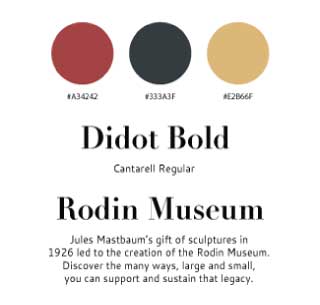 #A34242 #333A3F #E2B66F
Didot Bold
Cantarell Regular
Rodin Museum
Jules Mastbaum's gift of sculptures in
1926 led to the creation of the Rodin Museum.
Discover the many ways, large and small,
you can support and sustain that legacy.